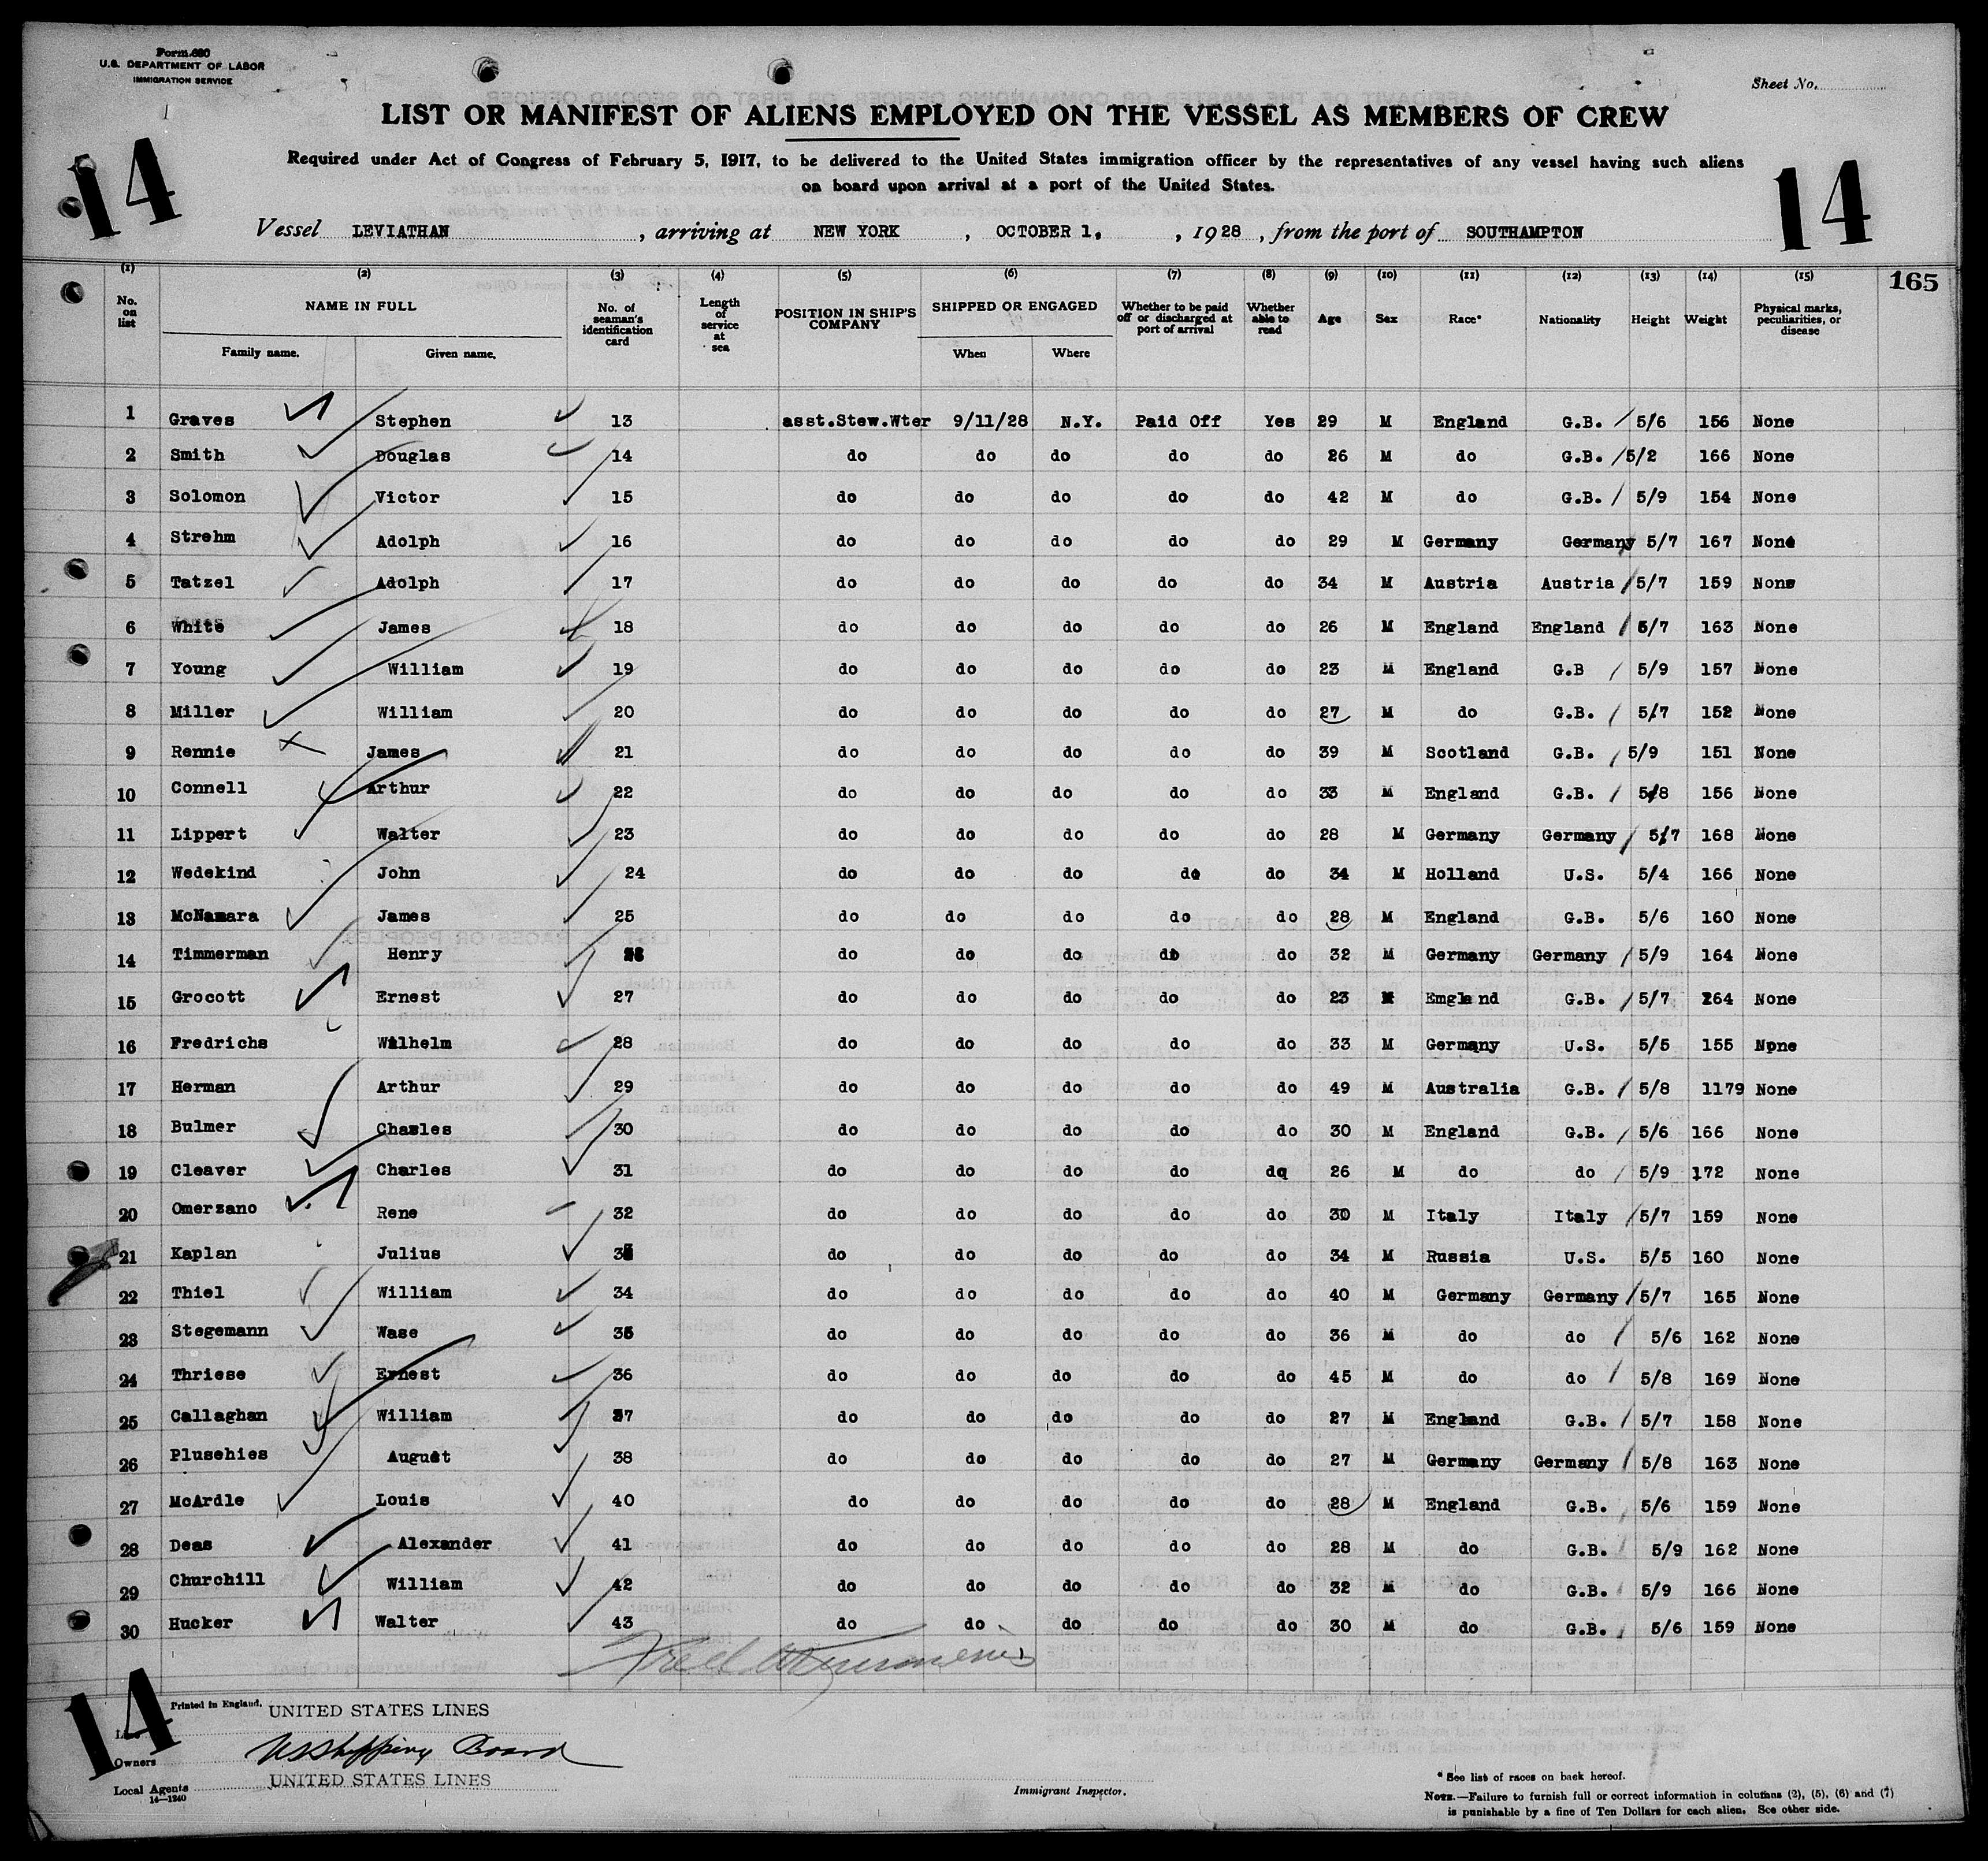 Form 680
U.S. DEPARTMENT OF LABOR
IMMIGRATION SERVICE
Sheet No.
LIST OR MANIFEST OF ALIENS EMPLOYED ON THE VESSEL AS MEMBERS OF CREW
Required under Act of Congress of February 5, 1917, to be delivered to the United States immigration officer by the representatives of any vessel having such aliens
on board upon arrival at a port of the United States.
14
14
Vessel LEVIATHAN , arriving at NEW YORK , OCTOBER 1, , 1928 , from the port of SOUTHAMPTON
165
(1) (2) (3) (4) (5) (6) (7) (8) (9) (10) (11) (12) (13) (14) (15)
No. on list NAME IN FULL Family name. Given name. No. of seaman's identification card Length of service at sea POSITION IN SHIP'S COMPANY SHIPPED OR ENGAGED When Where Whether to be paid off or discharged at port of arrival Whether able to read Age Sex Race* Nationality Height Weight Physical marks, peculiarities, or disease
1 Graves Stephen 13 asst.Stew.Wter 9/11/28 N.Y. Paid Off Yes 29 M England G.B. 5/6 156 None
2 Smith Douglas 14 do do do do do 26 M do G.B. 5/2 166 None
3 Solomon Victor 15 do do do do do 42 M do G.B. 5/9 154 None
4 Strehm Adolph 16 do do do do do 29 M Germany Germany 5/7 167 None
5 Tatzel Adolph 17 do do do do do 34 M Austria Austria 5/7 159 None
6 White James 18 do do do do do 26 M England England 5/7 163 None
7 Young William 19 do do do do do 23 M England G.B 5/9 157 None
8 Miller William 20 do do do do do 27 M do G.B. 5/7 152 None
9 Rennie James 21 do do do do do 39 M Scotland G.B. 5/9 151 None
10 Connell Arthur 22 do do do do do 33 M England G.B. 5/8 156 None
11 Lippert Walter 23 do do do do do 28 M Germany Germany 5/7 168 None
12 Wedekind John 24 do do do do do 34 M Holland U.S. 5/4 166 None
13 McNamara James 25 do do do do do 28 M England G.B. 5/6 160 None
14 Timmerman Henry do do do do do 32 M Germany Germany 5/9 164 None
15 Grocott Ernest 27 do do do do do 23 M Emgland G.B. 5/7 264 None
16 Fredrichs Wilhelm 28 do do do do do 33 M Germany U.S. 5/5 155 None
17 Herman Arthur 29 do do do do do 49 M Australia G.B. 5/8 1179 None
18 Bulmer Chasles 30 do do do do do 30 M England G.B. 5/6 166 None
19 Cleaver Charles 31 do do do do do 26 M do do 5/9 172 None
20 Omerzano Rene 32 do do do do do 30 M Italy Italy 5/7 159 None
21 Kaplan Julius 33 do do do do do 34 M Russia U.S. 5/5 160 None
22 Thiel William 34 do do do do do 40 M Germany Germany 5/7 165 None
23 Stegemann Wase 35 do do do do do 36 M do do 5/6 162 None
24 Thriese Ernest 36 do do do do do 45 M do do 5/8 169 None
25 Callaghan William 37 do do do do do 27 M England G.B. 5/7 158 None
26 Plusehies August 38 do do do do do 27 M Germany Germany 5/8 163 None
27 McArdle Louis 40 do do do do do 28 M England G.B. 5/6 159 None
28 Deas Alexander 41 do do do do do 28 M do G.B. 5/9 162 None
29 Churchill William 42 do do do do do 32 M do G.B. 5/9 166 None
30 Hucker Walter 43 do do do do do 30 M do G.B. 5/6 159 None
14
Printed in England.
UNITED STATES LINES
Owners US Shipping Board
Local Agents UNITED STATES LINES
14—1240
Immigrant Inspector.
* See list of races on back hereof.
NOTE.—Failure to furnish full or correct information in columns (2), (5), (6) and (7)
is punishable by a fine of Ten Dollars for each alien. See other side.